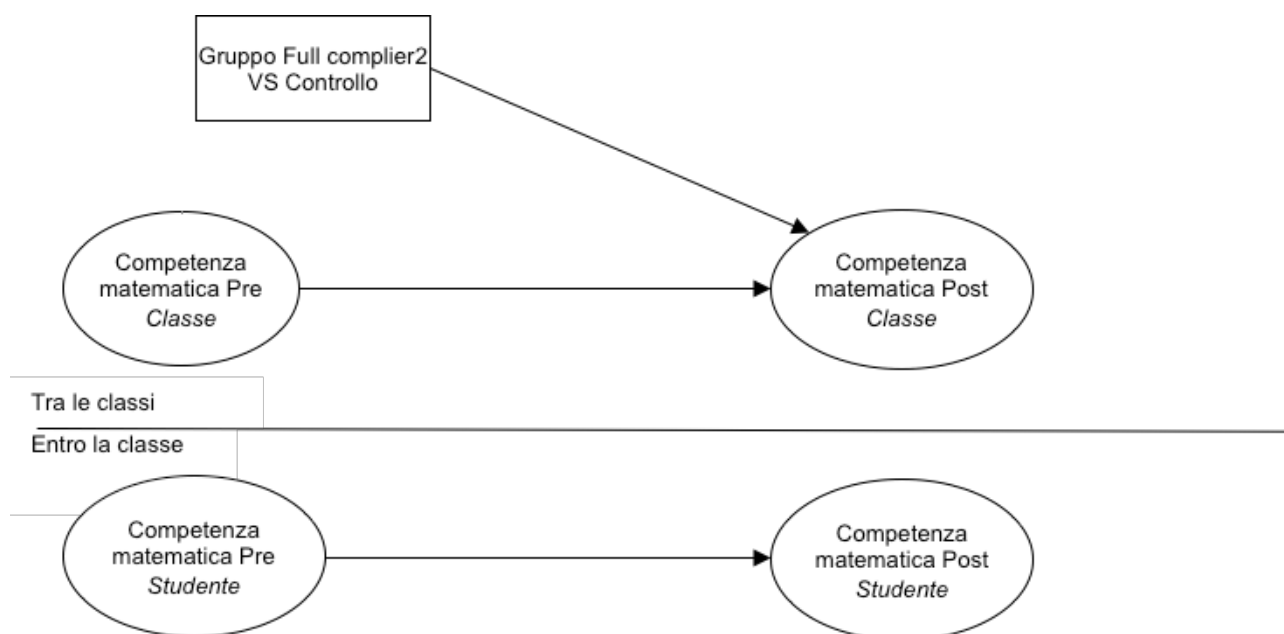 Gruppo Full complier2
VS Controllo
Competenza
matematica Pre
Classe
Competenza
matematica Post
Classe
Tra le classi
Entro la classe
Competenza
matematica Pre
Studente
Competenza
matematica Post
Studente